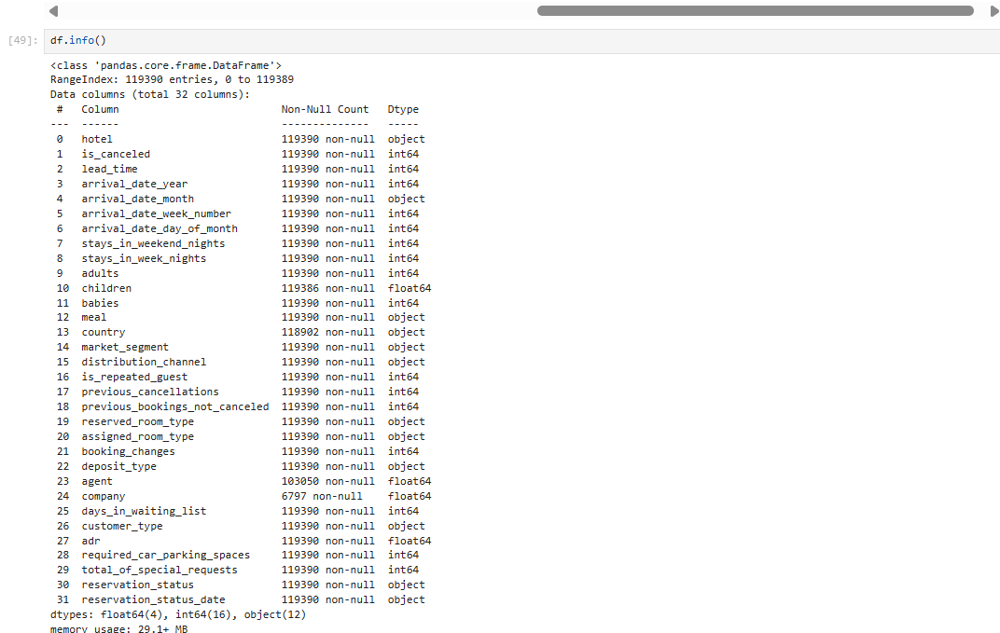 [49]: df.info()
<class 'pandas.core.frame.DataFrame'>
RangeIndex: 119390 entries, 0 to 119389
Data columns (total 32 columns):
 #   Column                          Non-Null Count   Dtype
---  ------                          --------------   -----
 0   hotel                           119390 non-null  object
 1   is_canceled                     119390 non-null  int64
 2   lead_time                       119390 non-null  int64
 3   arrival_date_year               119390 non-null  int64
 4   arrival_date_month              119390 non-null  object
 5   arrival_date_week_number        119390 non-null  int64
 6   arrival_date_day_of_month       119390 non-null  int64
 7   stays_in_weekend_nights         119390 non-null  int64
 8   stays_in_week_nights            119390 non-null  int64
 9   adults                          119390 non-null  int64
 10  children                        119386 non-null  float64
 11  babies                          119390 non-null  int64
 12  meal                            119390 non-null  object
 13  country                         118902 non-null  object
 14  market_segment                  119390 non-null  object
 15  distribution_channel            119390 non-null  object
 16  is_repeated_guest               119390 non-null  int64
 17  previous_cancellations          119390 non-null  int64
 18  previous_bookings_not_canceled  119390 non-null  int64
 19  reserved_room_type              119390 non-null  object
 20  assigned_room_type              119390 non-null  object
 21  booking_changes                 119390 non-null  int64
 22  deposit_type                    119390 non-null  object
 23  agent                           103050 non-null  float64
 24  company                         6797 non-null    float64
 25  days_in_waiting_list            119390 non-null  int64
 26  customer_type                   119390 non-null  object
 27  adr                             119390 non-null  float64
 28  required_car_parking_spaces     119390 non-null  int64
 29  total_of_special_requests       119390 non-null  int64
 30  reservation_status              119390 non-null  object
 31  reservation_status_date         119390 non-null  object
dtypes: float64(4), int64(16), object(12)
memory usage: 29.1+ MB